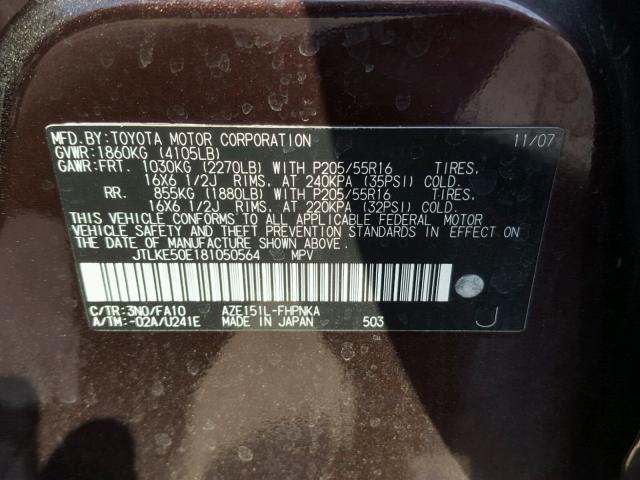 MFD.BY:TOYOTA MOTOR CORPORATION 11/07
GVWR:1860KG (4105LB)
GAWR:FRT. 1030KG (2270LB) WITH P205/55R16 TIRES,
16X6 1/2J RIMS, AT 240KPA (35PSI) COLD.
RR. 855KG (1880LB) WITH P205/55R16 TIRES,
16X6 1/2J RIMS, AT 220KPA (32PSI) COLD.
THIS VEHICLE CONFORMS TO ALL APPLICABLE FEDERAL MOTOR
VEHICLE SAFETY AND THEFT PREVENTION STANDARDS IN EFFECT ON
THE DATE OF MANUFACTURE SHOWN ABOVE.
JTLKE50E181050564 MPV
C/TR:3N0/FA10 AZE151L-FHPNKA
A/TM:-02A/U241E MADE IN JAPAN 503 J